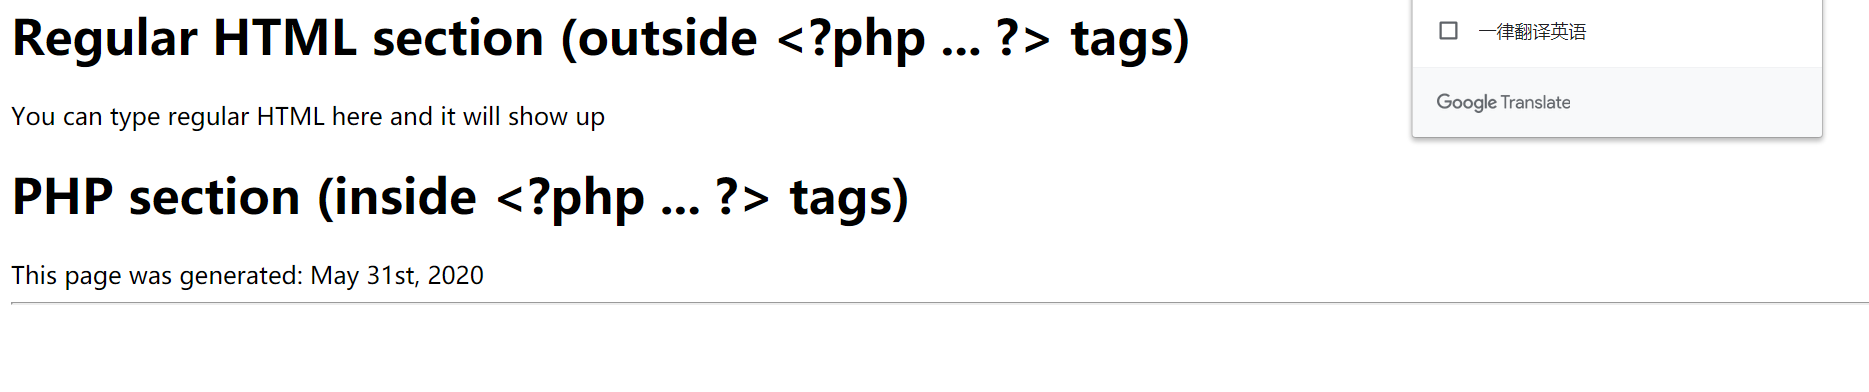 Regular HTML section (outside <?php ... ?> tags)
一律翻译英语
Google Translate
You can type regular HTML here and it will show up
PHP section (inside <?php ... ?> tags)
This page was generated: May 31st, 2020